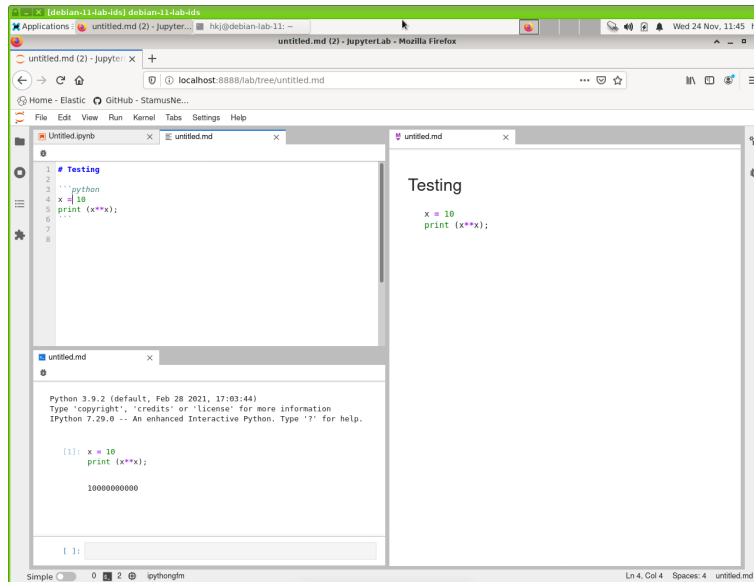 [debian-11-lab-ids] debian-11-lab-ids
Applications untitled.md (2) - Jupyter... hkj@debian-lab-11: ~ Wed 24 Nov, 11:45
untitled.md (2) - JupyterLab - Mozilla Firefox
untitled.md (2) - Jupyter
localhost:8888/lab/tree/untitled.md
Home - Elastic GitHub - StamusNe...
File Edit View Run Kernel Tabs Settings Help
Untitled.ipynb untitled.md
1 # Testing
2
3 ```python
4 x = 10
5 print (x**x);
6 ```
7
8
untitled.md
Testing
x = 10
print (x**x);
untitled.md
Python 3.9.2 (default, Feb 28 2021, 17:03:44)
Type 'copyright', 'credits' or 'license' for more information
IPython 7.29.0 -- An enhanced Interactive Python. Type '?' for help.
[1]: x = 10
print (x**x);
10000000000
[ ]:
Simple 0 2 ipythongfm Ln 4, Col 4 Spaces: 4 untitled.md